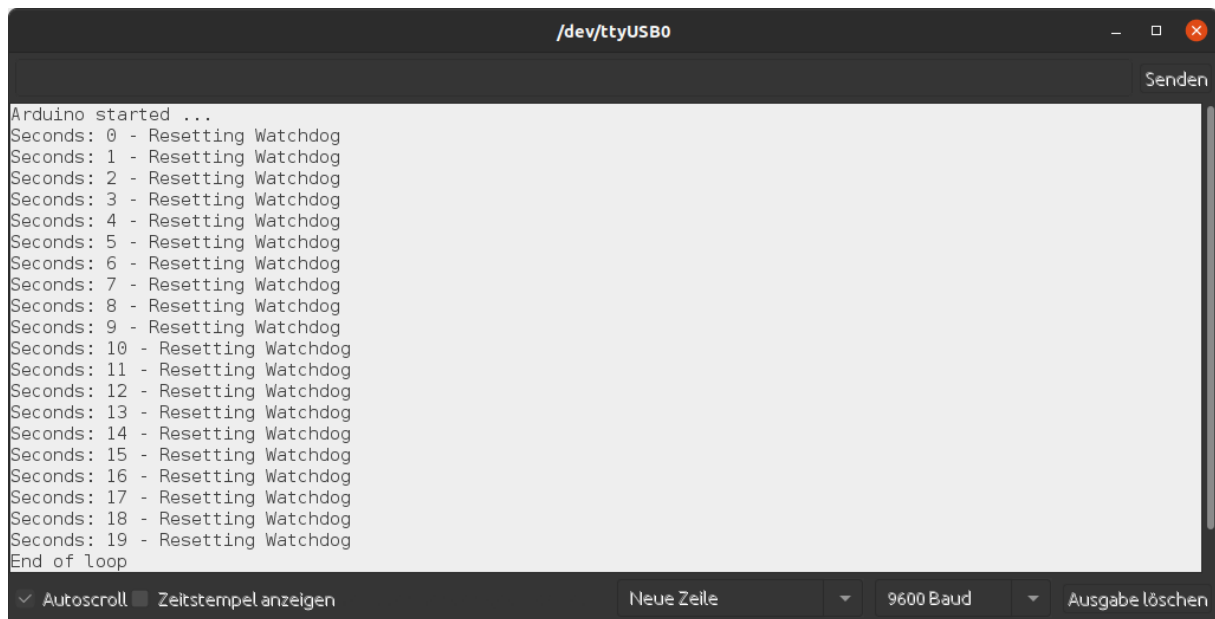 /dev/ttyUSB0
Senden
Arduino started ...
Seconds: 0 - Resetting Watchdog
Seconds: 1 - Resetting Watchdog
Seconds: 2 - Resetting Watchdog
Seconds: 3 - Resetting Watchdog
Seconds: 4 - Resetting Watchdog
Seconds: 5 - Resetting Watchdog
Seconds: 6 - Resetting Watchdog
Seconds: 7 - Resetting Watchdog
Seconds: 8 - Resetting Watchdog
Seconds: 9 - Resetting Watchdog
Seconds: 10 - Resetting Watchdog
Seconds: 11 - Resetting Watchdog
Seconds: 12 - Resetting Watchdog
Seconds: 13 - Resetting Watchdog
Seconds: 14 - Resetting Watchdog
Seconds: 15 - Resetting Watchdog
Seconds: 16 - Resetting Watchdog
Seconds: 17 - Resetting Watchdog
Seconds: 18 - Resetting Watchdog
Seconds: 19 - Resetting Watchdog
End of loop
Autoscroll Zeitstempel anzeigen Neue Zeile 9600 Baud Ausgabe löschen